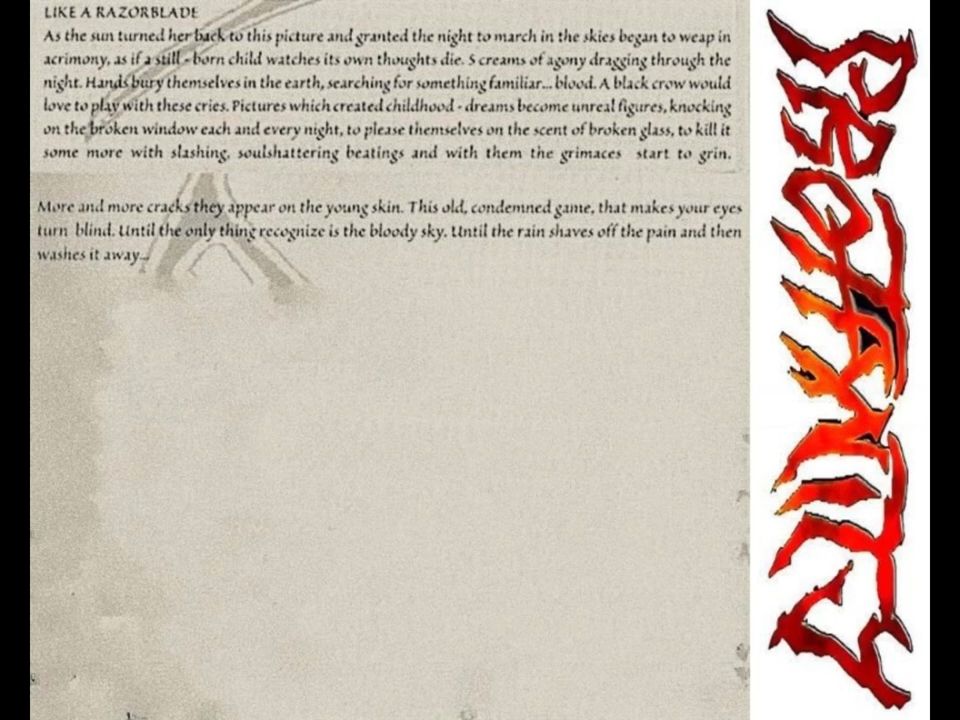 LIKE A RAZORBLADE
As the sun turned her back to this picture and granted the night to march in the skies began to weap in
acrimony, as if a still - born child watches its own thoughts die. S creams of agony dragging through the
night. Hands bury themselves in the earth, searching for something familiar... blood. A black crow would
love to play with these cries. Pictures which created childhood - dreams become unreal figures, knocking
on the broken window each and every night, to please themselves on the scent of broken glass, to kill it
some more with slashing, soulshattering beatings and with them the grimaces start to grin.
More and more cracks they appear on the young skin. This old, condemned game, that makes your eyes
turn blind. Until the only thing recognize is the bloody sky. Until the rain shaves off the pain and then
washes it away...